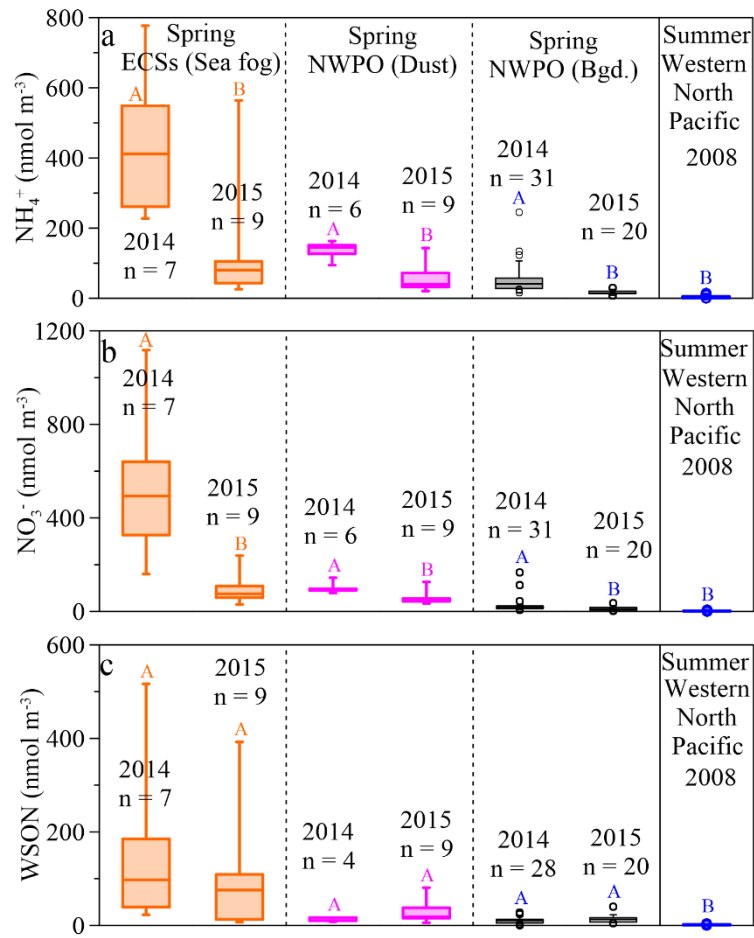 a
Spring
ECSs (Sea fog)
Spring
NWPO (Dust)
Spring
NWPO (Bgd.)
Summer
Western
North
Pacific
2008
NH₄⁺ (nmol m⁻³)
800
600
400
200
0
A
2014
n = 7
B
2015
n = 9
2014
n = 6
A
2015
n = 9
B
2014
n = 31
A
2015
n = 20
B
B
b
NO₃⁻ (nmol m⁻³)
1200
800
400
0
A
2014
n = 7
2015
n = 9
B
2014
n = 6
A
2015
n = 9
B
2014
n = 31
A
2015
n = 20
B
Summer
Western
North
Pacific
2008
B
c
WSON (nmol m⁻³)
600
400
200
0
A
2014
n = 7
2015
n = 9
A
2014
n = 4
A
2015
n = 9
A
2014
n = 28
A
2015
n = 20
A
Summer
Western
North
Pacific
2008
B